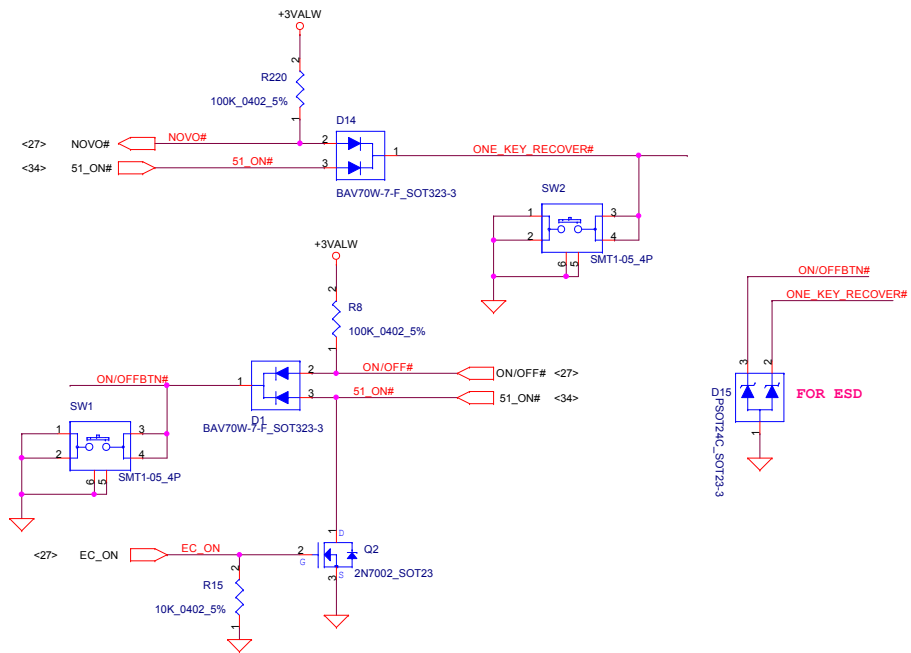 +3VALW
2
R220
100K_0402_5%
1
D14
<27> NOVO# NOVO# 2
1 ONE_KEY_RECOVER#
<34> 51_ON# 51_ON# 3
BAV70W-7-F_SOT323-3
SW2
1 3
2 4
6 5
SMT1-05_4P
+3VALW
2
R8
100K_0402_5%
1
ON/OFFBTN#
ONE_KEY_RECOVER#
3 2
D15
FOR ESD
PSOT24C_SOT23-3
1
ON/OFFBTN# 1 2 ON/OFF# ON/OFF# <27>
3 51_ON# 51_ON# <34>
D1
BAV70W-7-F_SOT323-3
SW1
1 3
2 4
6 5
SMT1-05_4P
1 D
<27> EC_ON EC_ON 2 G Q2
3 S 2N7002_SOT23
2
R15
10K_0402_5%
1